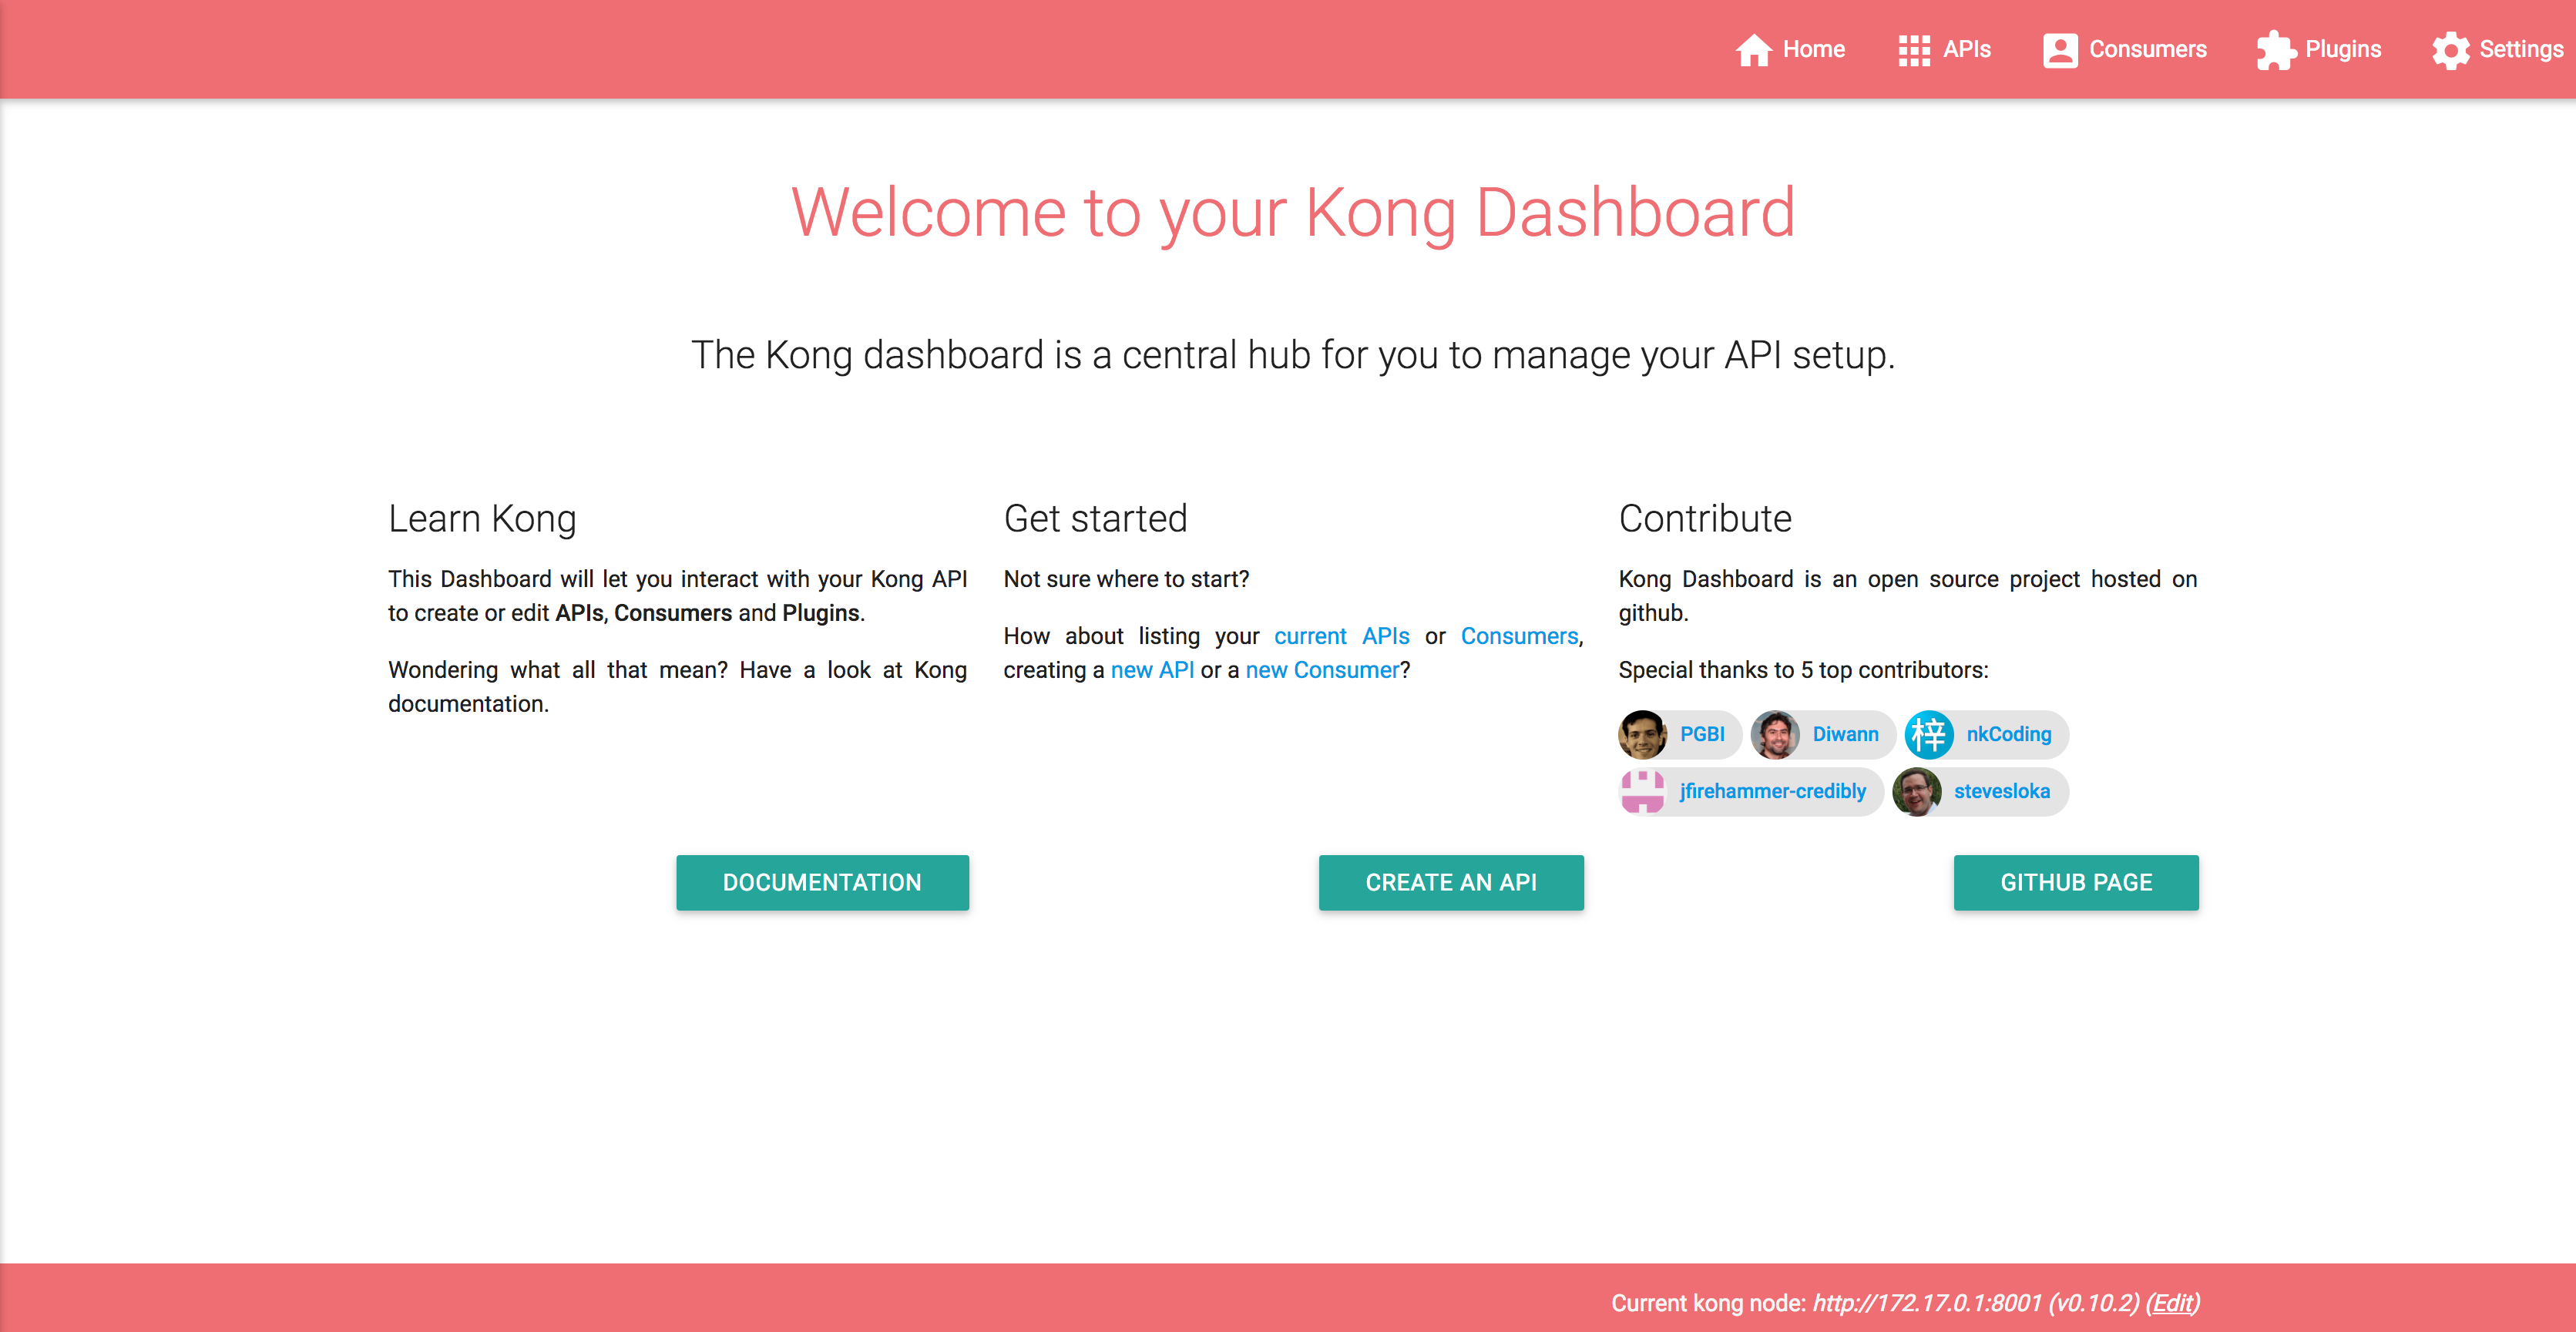 Home APIs Consumers Plugins Settings
Welcome to your Kong Dashboard
The Kong dashboard is a central hub for you to manage your API setup.
Learn Kong
This Dashboard will let you interact with your Kong API
to create or edit APIs, Consumers and Plugins.
Wondering what all that mean? Have a look at Kong
documentation.
DOCUMENTATION
Get started
Not sure where to start?
How about listing your current APIs or Consumers,
creating a new API or a new Consumer?
CREATE AN API
Contribute
Kong Dashboard is an open source project hosted on
github.
Special thanks to 5 top contributors:
PGBI Diwann 梓 nkCoding
jfirehammer-credibly stevesloka
GITHUB PAGE
Current kong node: http://172.17.0.1:8001 (v0.10.2) (Edit)